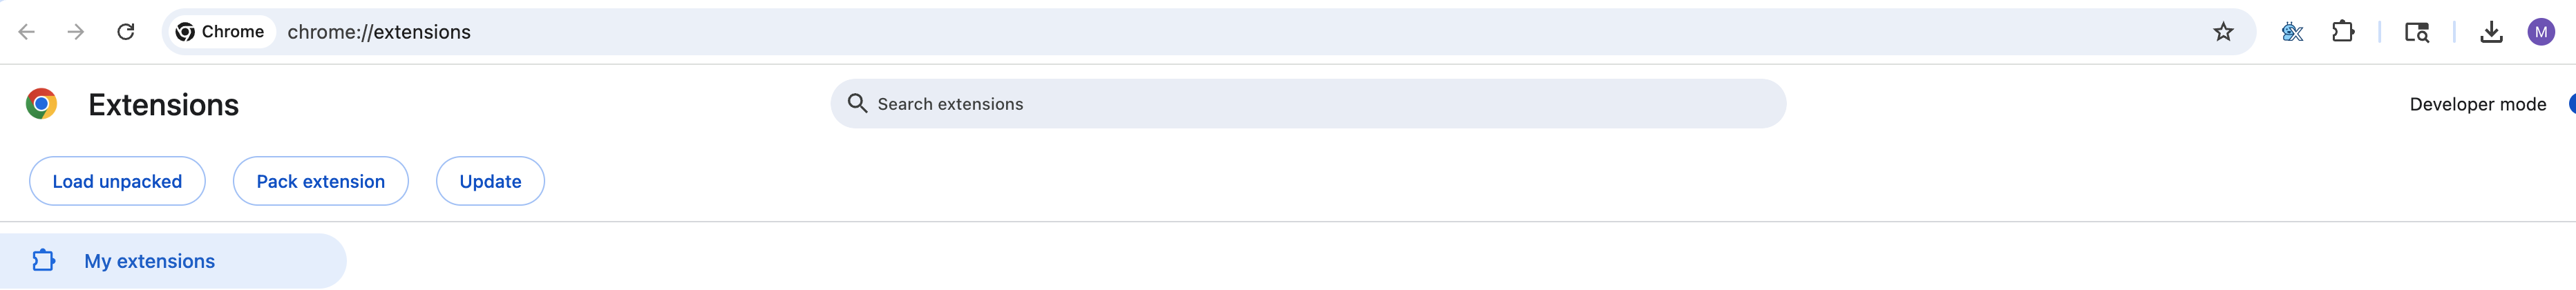 Chrome chrome://extensions M
Extensions Search extensions Developer mode
Load unpacked Pack extension Update
My extensions